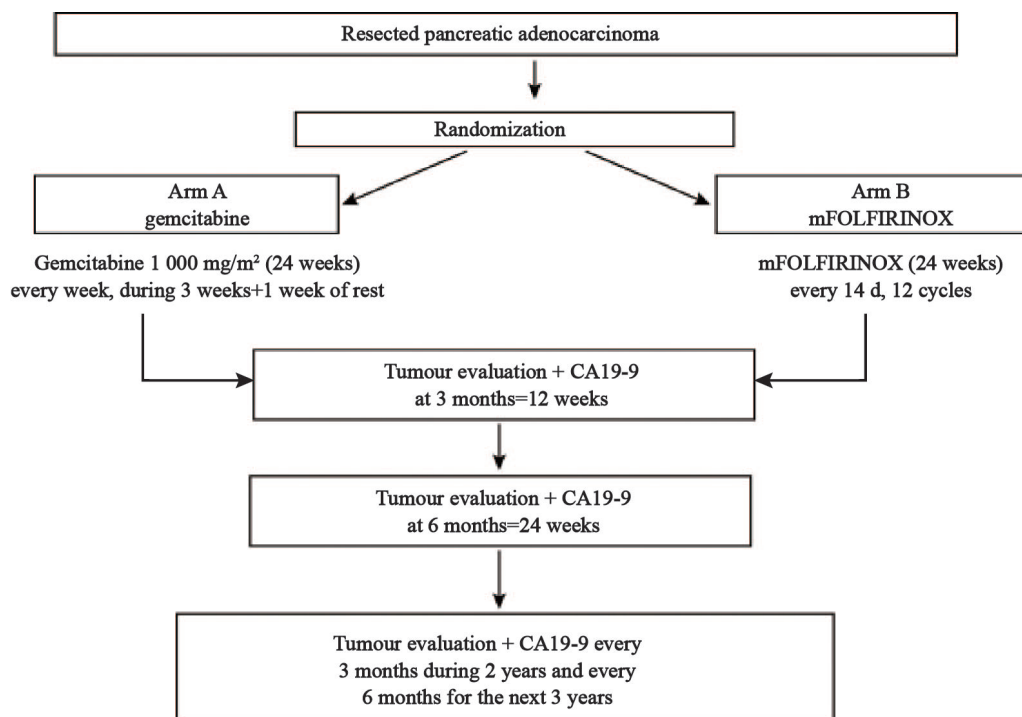 Resected pancreatic adenocarcinoma
Randomization
Arm A
gemcitabine
Arm B
mFOLFIRINOX
Gemcitabine 1 000 mg/m² (24 weeks)
every week, during 3 weeks+1 week of rest
mFOLFIRINOX (24 weeks)
every 14 d, 12 cycles
Tumour evaluation + CA19-9
at 3 months=12 weeks
Tumour evaluation + CA19-9
at 6 months=24 weeks
Tumour evaluation + CA19-9 every
3 months during 2 years and every
6 months for the next 3 years